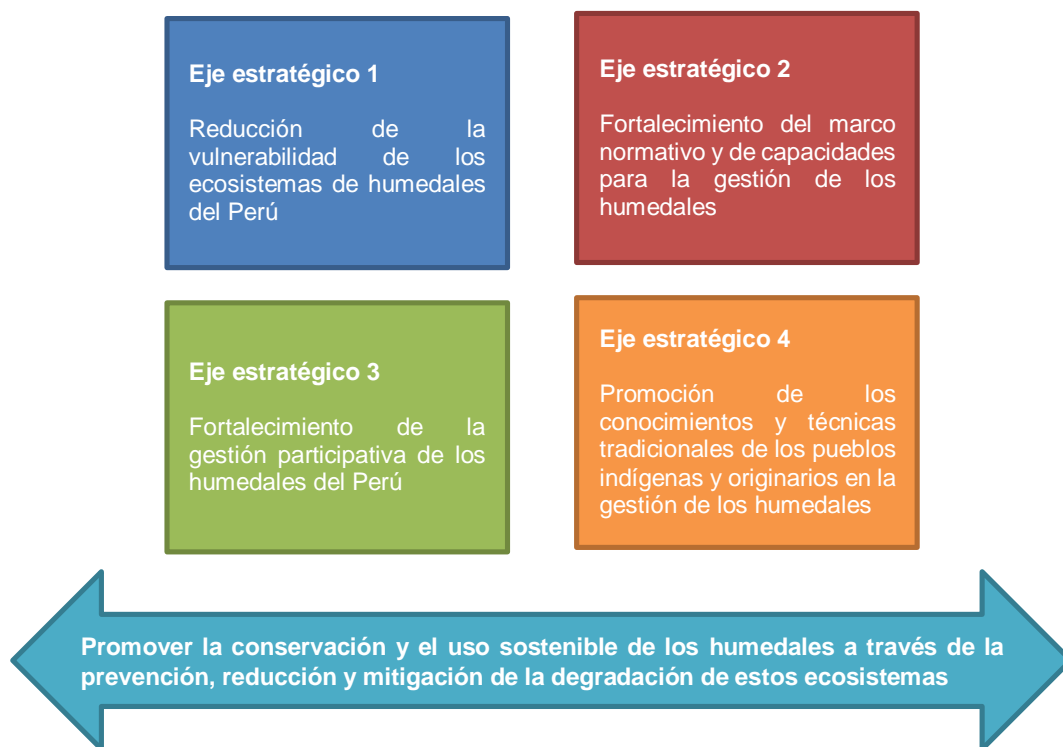 Eje estratégico 1
Reducción de la
vulnerabilidad de los
ecosistemas de humedales
del Perú
Eje estratégico 2
Fortalecimiento del marco
normativo y de capacidades
para la gestión de los
humedales
Eje estratégico 3
Fortalecimiento de la
gestión participativa de los
humedales del Perú
Eje estratégico 4
Promoción de los
conocimientos y técnicas
tradicionales de los pueblos
indígenas y originarios en la
gestión de los humedales
Promover la conservación y el uso sostenible de los humedales a través de la
prevención, reducción y mitigación de la degradación de estos ecosistemas